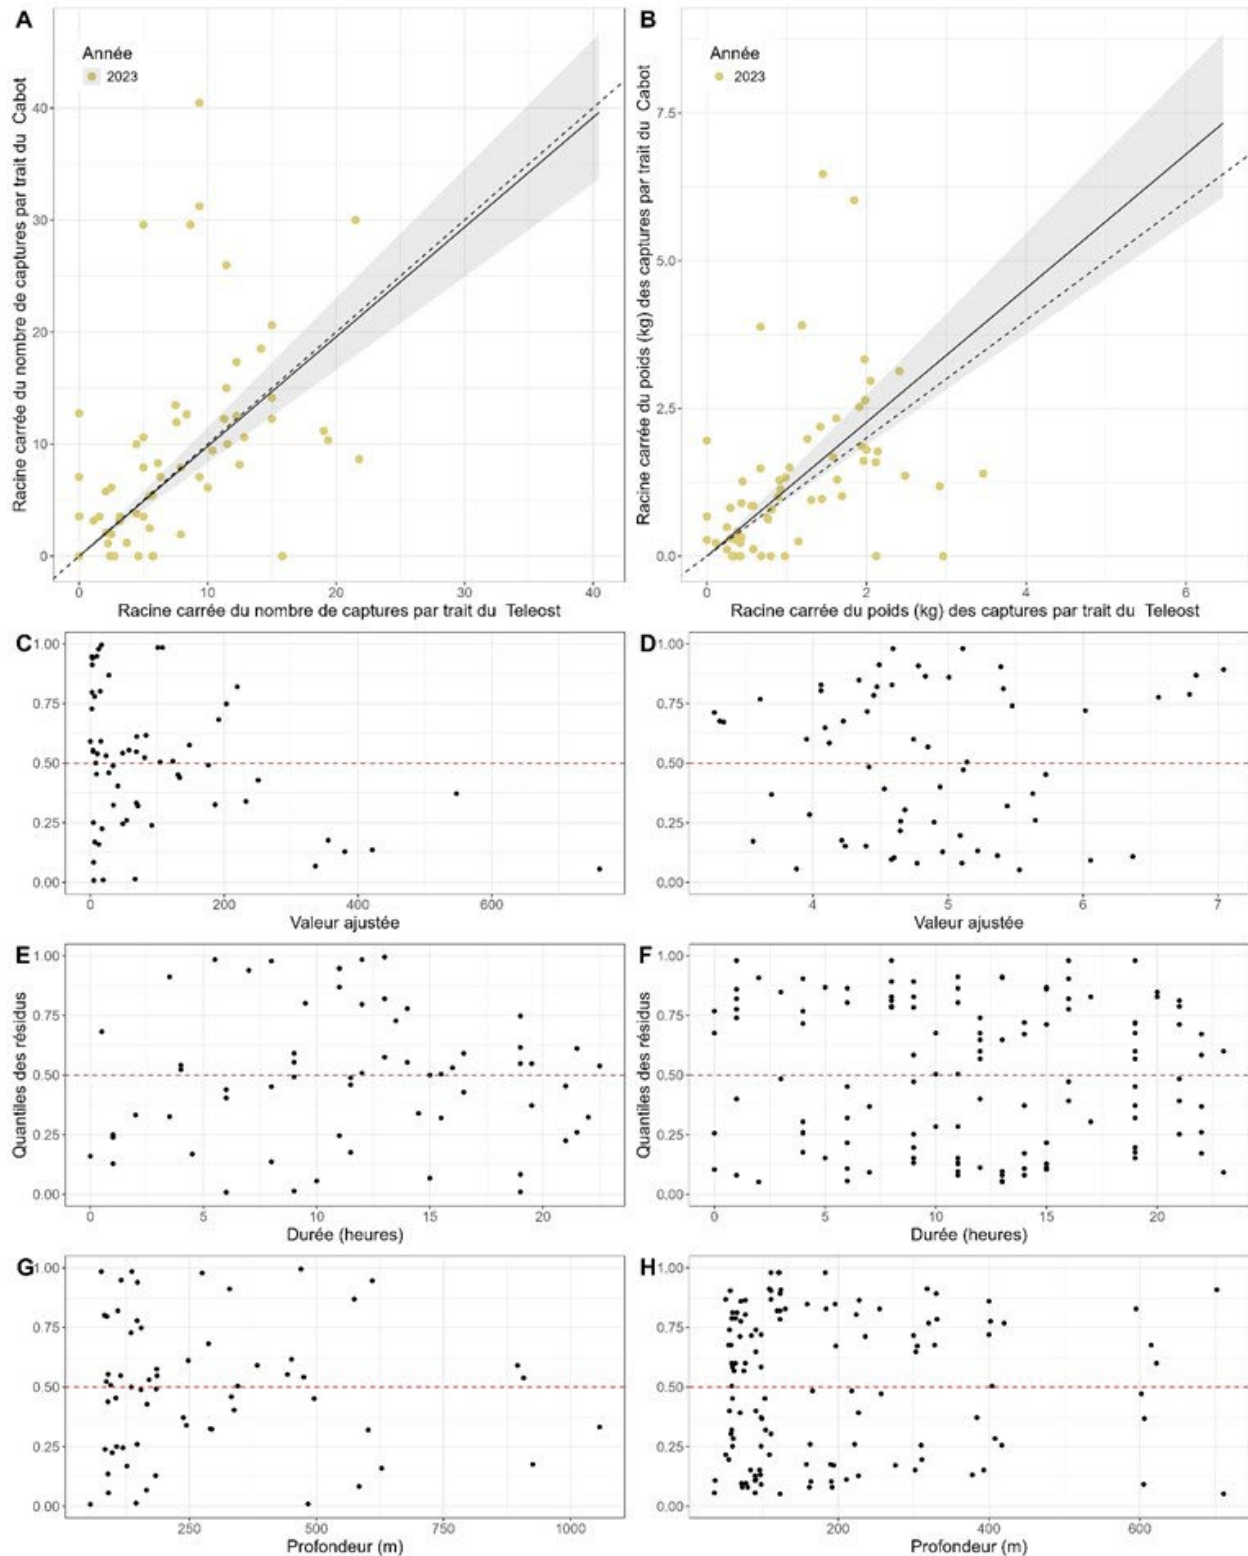 A
B
Année
2023
Année
2023
Racine carrée du nombre de captures par trait du Cabot
40
30
20
10
0
0 10 20 30 40
Racine carrée du nombre de captures par trait du Teleost
Racine carrée du poids (kg) des captures par trait du Cabot
7.5
5.0
2.5
0.0
0 2 4 6
Racine carrée du poids (kg) des captures par trait du Teleost
C
1.00
0.75
0.50
0.25
0.00
0 200 400 600
Valeur ajustée
D
1.00
0.75
0.50
0.25
0.00
4 5 6 7
Valeur ajustée
Quantiles des résidus
E
1.00
0.75
0.50
0.25
0.00
0 5 10 15 20
Durée (heures)
Quantiles des résidus
F
1.00
0.75
0.50
0.25
0.00
0 5 10 15 20
Durée (heures)
G
1.00
0.75
0.50
0.25
0.00
250 500 750 1000
Profondeur (m)
H
1.00
0.75
0.50
0.25
0.00
200 400 600
Profondeur (m)